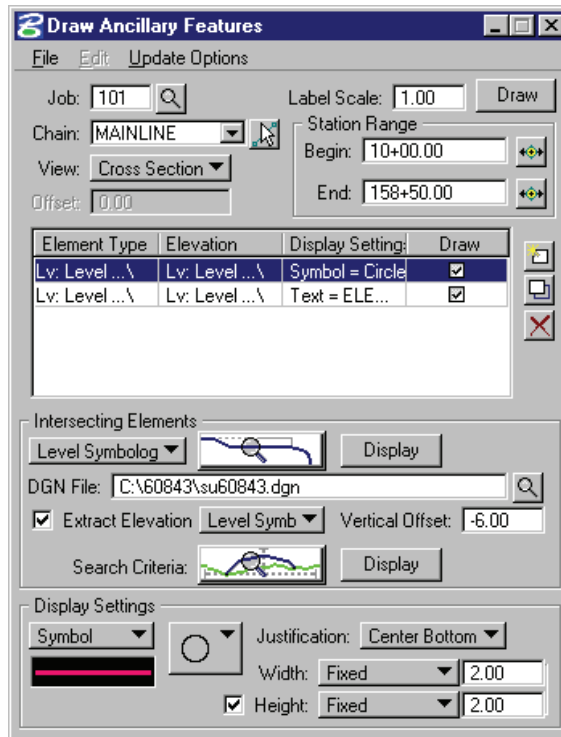 Draw Ancillary Features
File Edit Update Options
Job: 101 Label Scale: 1.00 Draw
Chain: MAINLINE Station Range
Begin: 10+00.00
View: Cross Section
End: 158+50.00
Offset: 0.00
Element Type Elevation Display Setting: Draw
Lv: Level ...\ Lv: Level ...\ Symbol = Circle
Lv: Level ...\ Lv: Level ...\ Text = ELE...
Intersecting Elements
Level Symbolog Display
DGN File: C:\60843\su60843.dgn
Extract Elevation Level Symb Vertical Offset: -6.00
Search Criteria: Display
Display Settings
Symbol Justification: Center Bottom
Width: Fixed 2.00
Height: Fixed 2.00